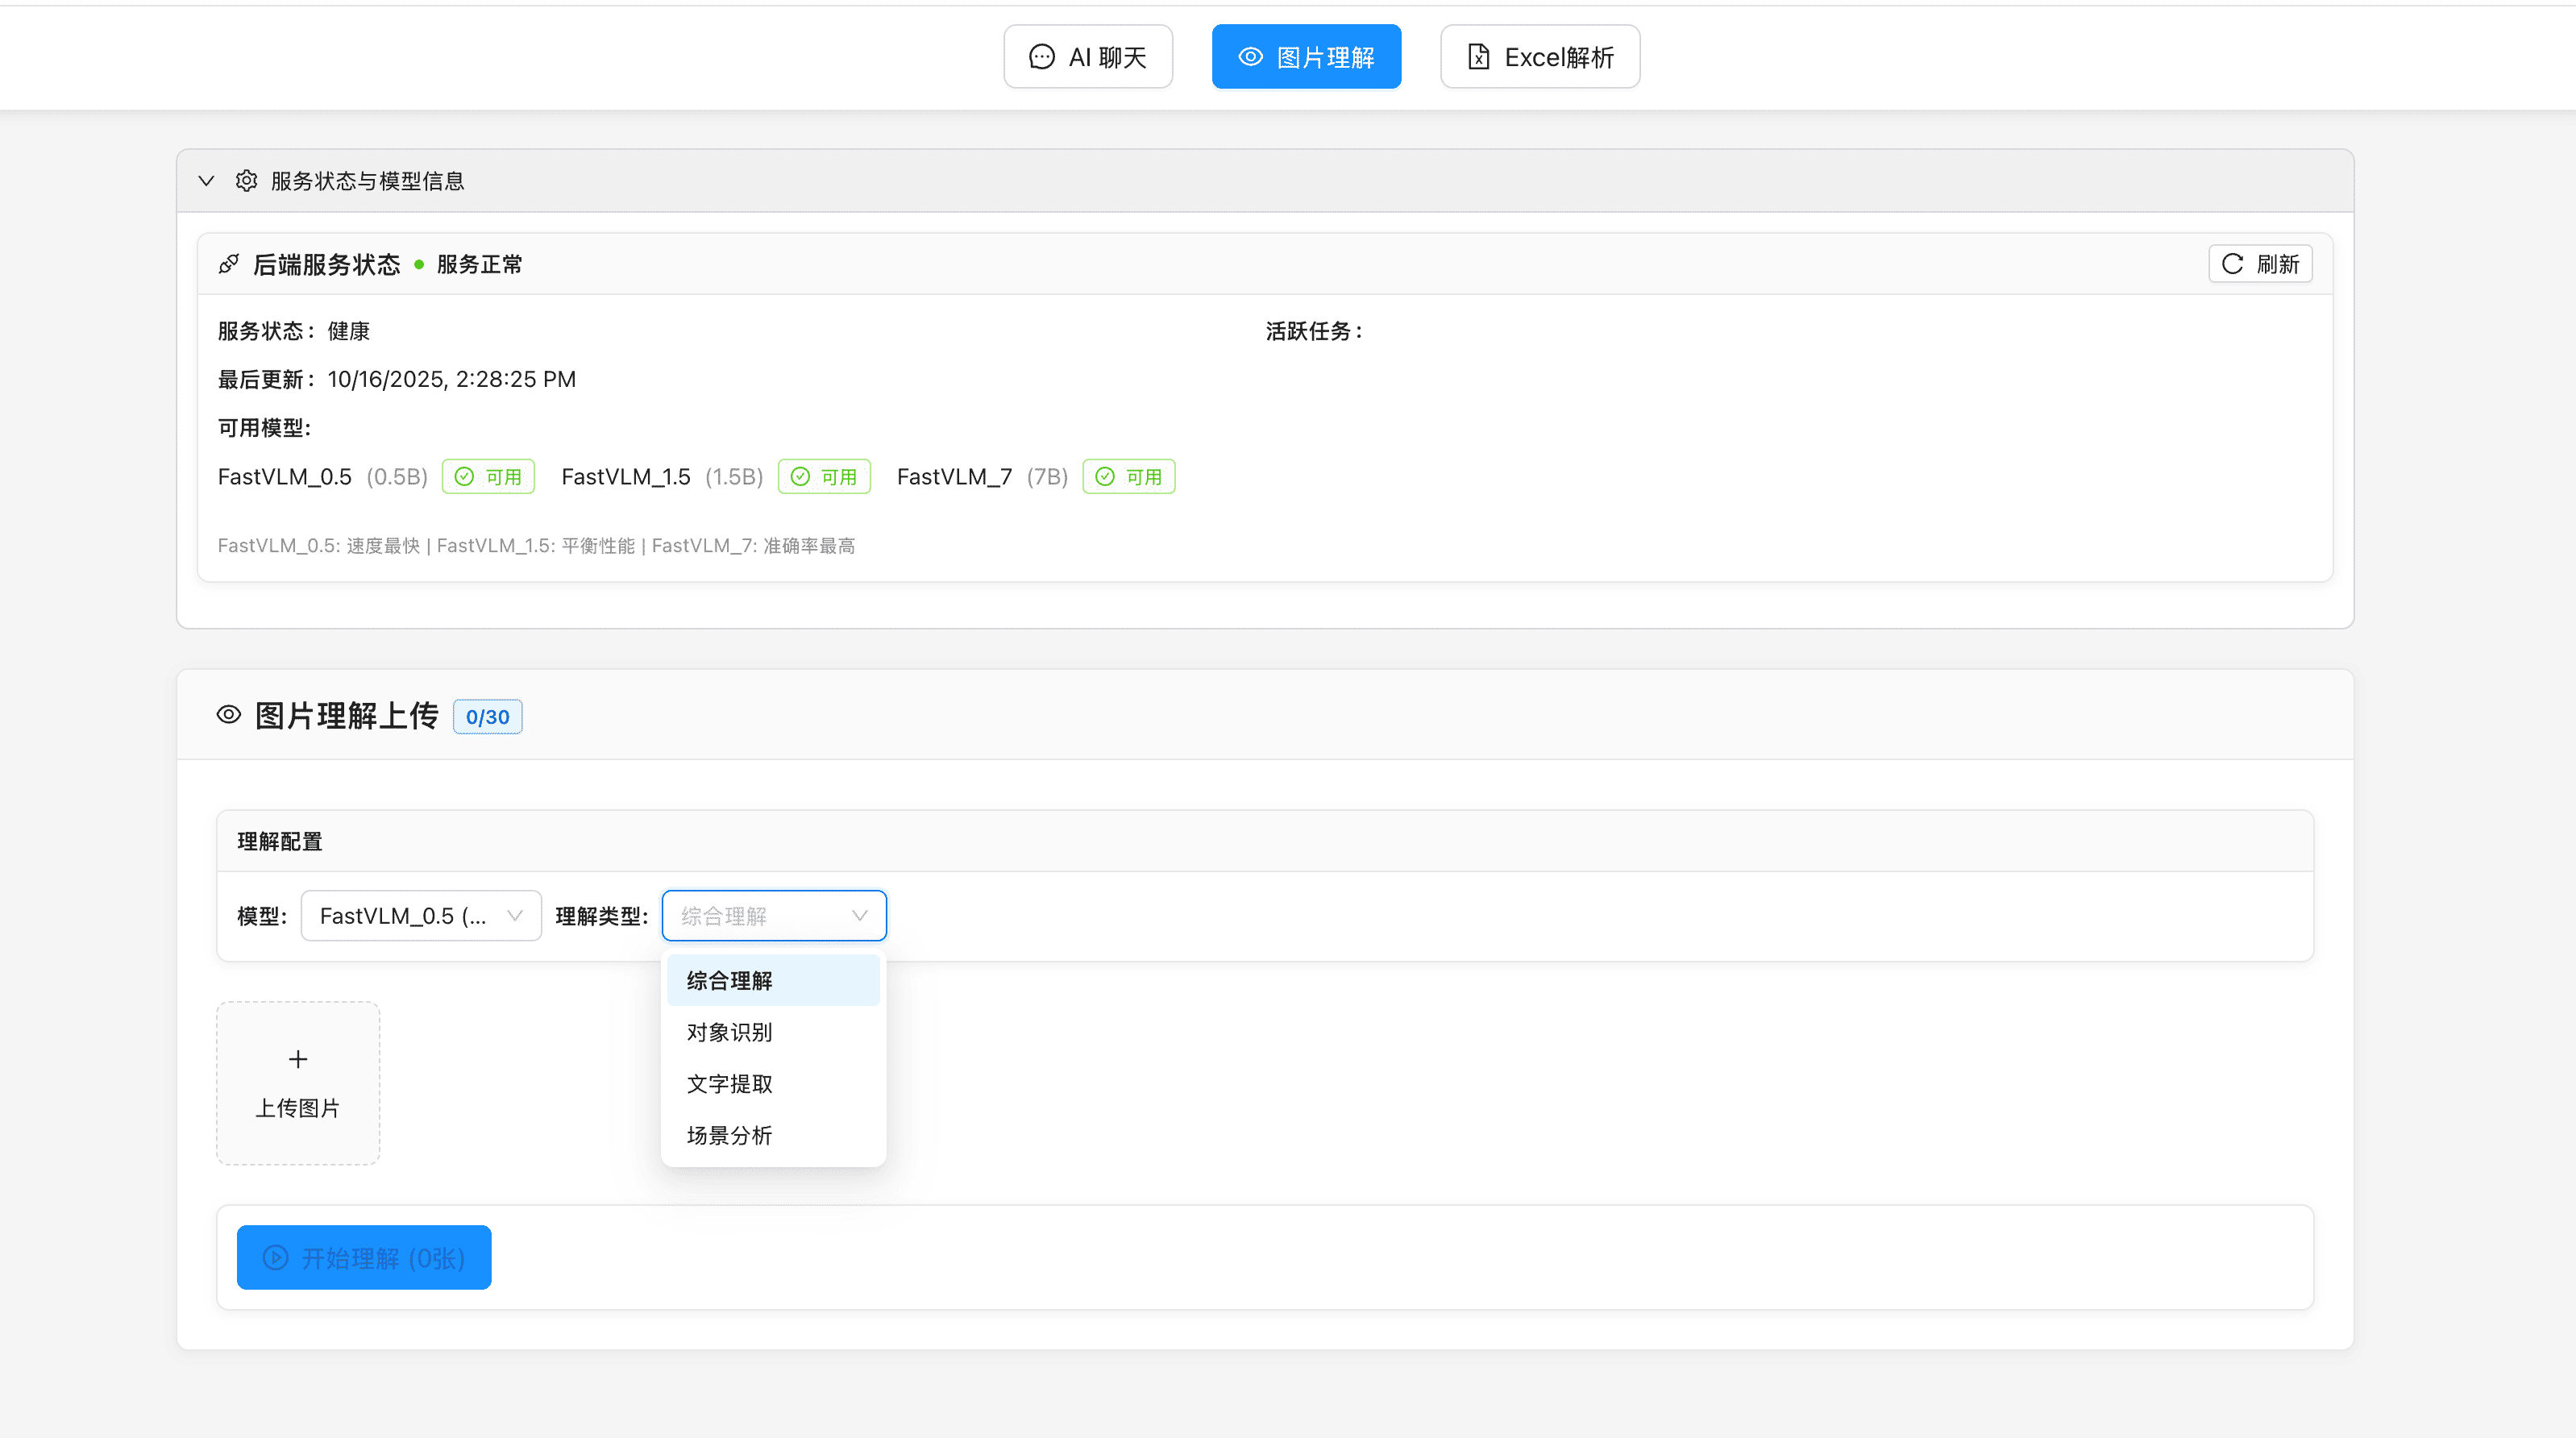 AI 聊天 图片理解 Excel解析
服务状态与模型信息
后端服务状态 服务正常 刷新
服务状态： 健康 活跃任务：
最后更新： 10/16/2025, 2:28:25 PM
可用模型:
FastVLM_0.5 (0.5B) 可用 FastVLM_1.5 (1.5B) 可用 FastVLM_7 (7B) 可用
FastVLM_0.5: 速度最快 | FastVLM_1.5: 平衡性能 | FastVLM_7: 准确率最高
图片理解上传 0/30
理解配置
模型: FastVLM_0.5 (... 理解类型: 综合理解
综合理解
对象识别
文字提取
场景分析
上传图片
开始理解 (0张)